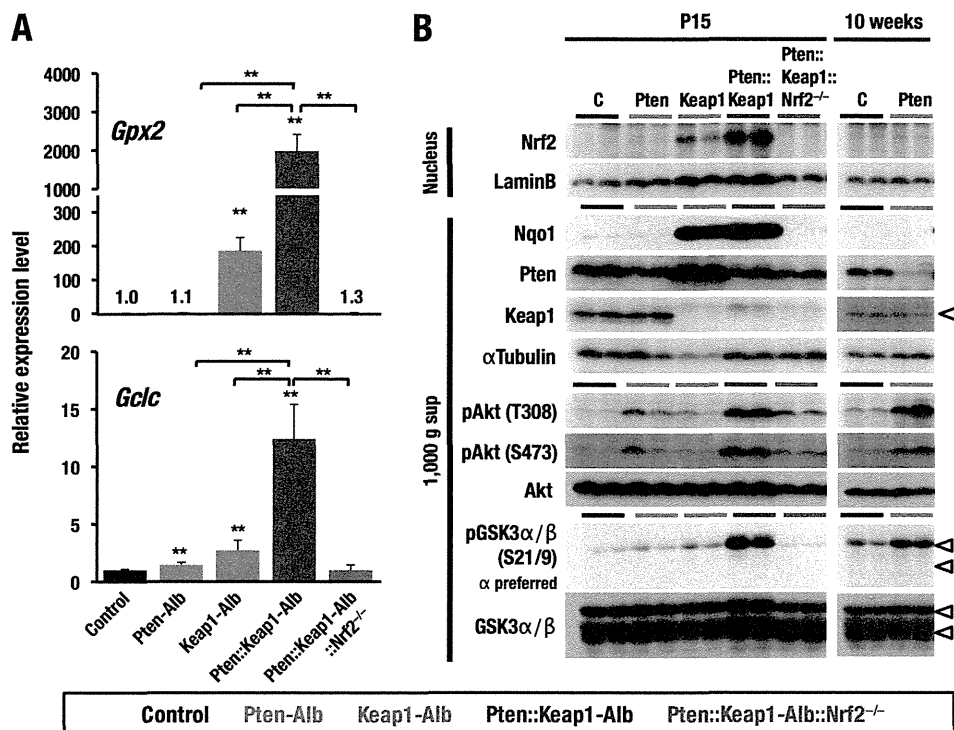 A
Relative expression level
Gpx2
4000
3000
2000
1000
300
200
100
0
**
**
**
**
**
1.0
1.1
1.3
Gclc
20
15
10
5
0
**
**
**
**
**
**
Control
Pten-Alb
Keap1-Alb
Pten::Keap1-Alb
Pten::Keap1-Alb
::Nrf2−/−
B
P15
10 weeks
C
Pten
Keap1
Pten::
Keap1
Pten::
Keap1::
Nrf2−/−
C
Pten
Nucleus
Nrf2
LaminB
1,000 g sup
Nqo1
Pten
Keap1
αTubulin
pAkt (T308)
pAkt (S473)
Akt
pGSK3α/β
(S21/9)
α preferred
GSK3α/β
Control Pten-Alb Keap1-Alb Pten::Keap1-Alb Pten::Keap1-Alb::Nrf2−/−